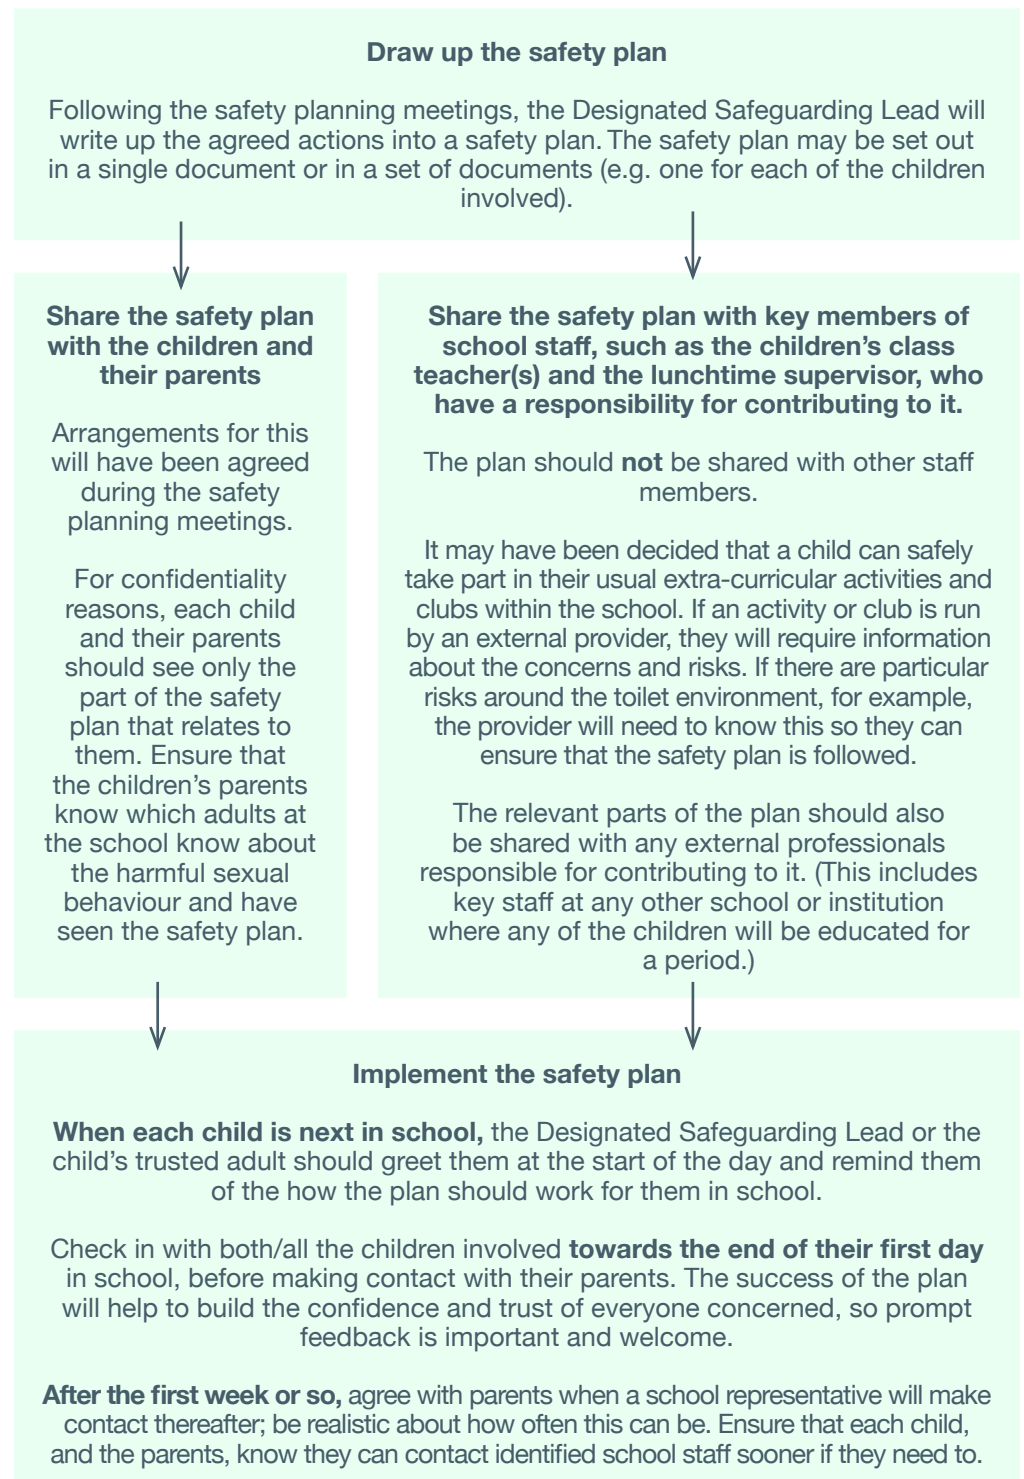 Draw up the safety plan
Following the safety planning meetings, the Designated Safeguarding Lead will
write up the agreed actions into a safety plan. The safety plan may be set out
in a single document or in a set of documents (e.g. one for each of the children
involved).
Share the safety plan
with the children and
their parents
Arrangements for this
will have been agreed
during the safety
planning meetings.
For confidentiality
reasons, each child
and their parents
should see only the
part of the safety
plan that relates to
them. Ensure that
the children’s parents
know which adults at
the school know about
the harmful sexual
behaviour and have
seen the safety plan.
Share the safety plan with key members of
school staff, such as the children’s class
teacher(s) and the lunchtime supervisor, who
have a responsibility for contributing to it.
The plan should not be shared with other staff
members.
It may have been decided that a child can safely
take part in their usual extra-curricular activities and
clubs within the school. If an activity or club is run
by an external provider, they will require information
about the concerns and risks. If there are particular
risks around the toilet environment, for example,
the provider will need to know this so they can
ensure that the safety plan is followed.
The relevant parts of the plan should also
be shared with any external professionals
responsible for contributing to it. (This includes
key staff at any other school or institution
where any of the children will be educated for
a period.)
Implement the safety plan
When each child is next in school, the Designated Safeguarding Lead or the
child’s trusted adult should greet them at the start of the day and remind them
of the how the plan should work for them in school.
Check in with both/all the children involved towards the end of their first day
in school, before making contact with their parents. The success of the plan
will help to build the confidence and trust of everyone concerned, so prompt
feedback is important and welcome.
After the first week or so, agree with parents when a school representative will make
contact thereafter; be realistic about how often this can be. Ensure that each child,
and the parents, know they can contact identified school staff sooner if they need to.